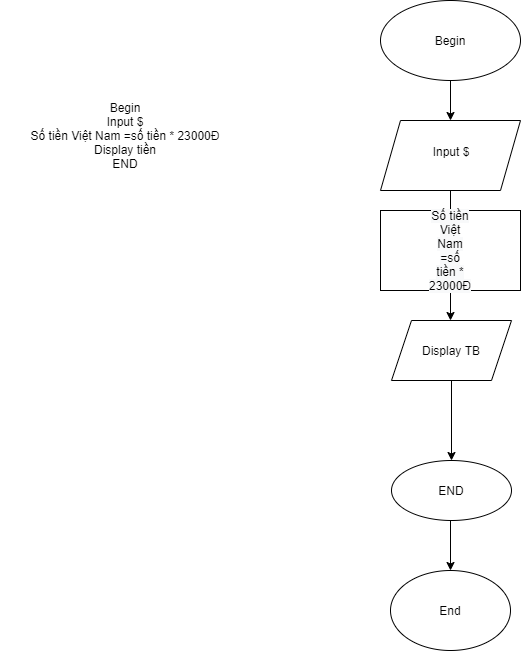 Begin
Input $
Số tiền Việt Nam =số tiền * 23000Đ
Display tiền
END
Begin
Input $
Số tiền
Việt
Nam
=số
tiền *
23000Đ
Display TB
END
End